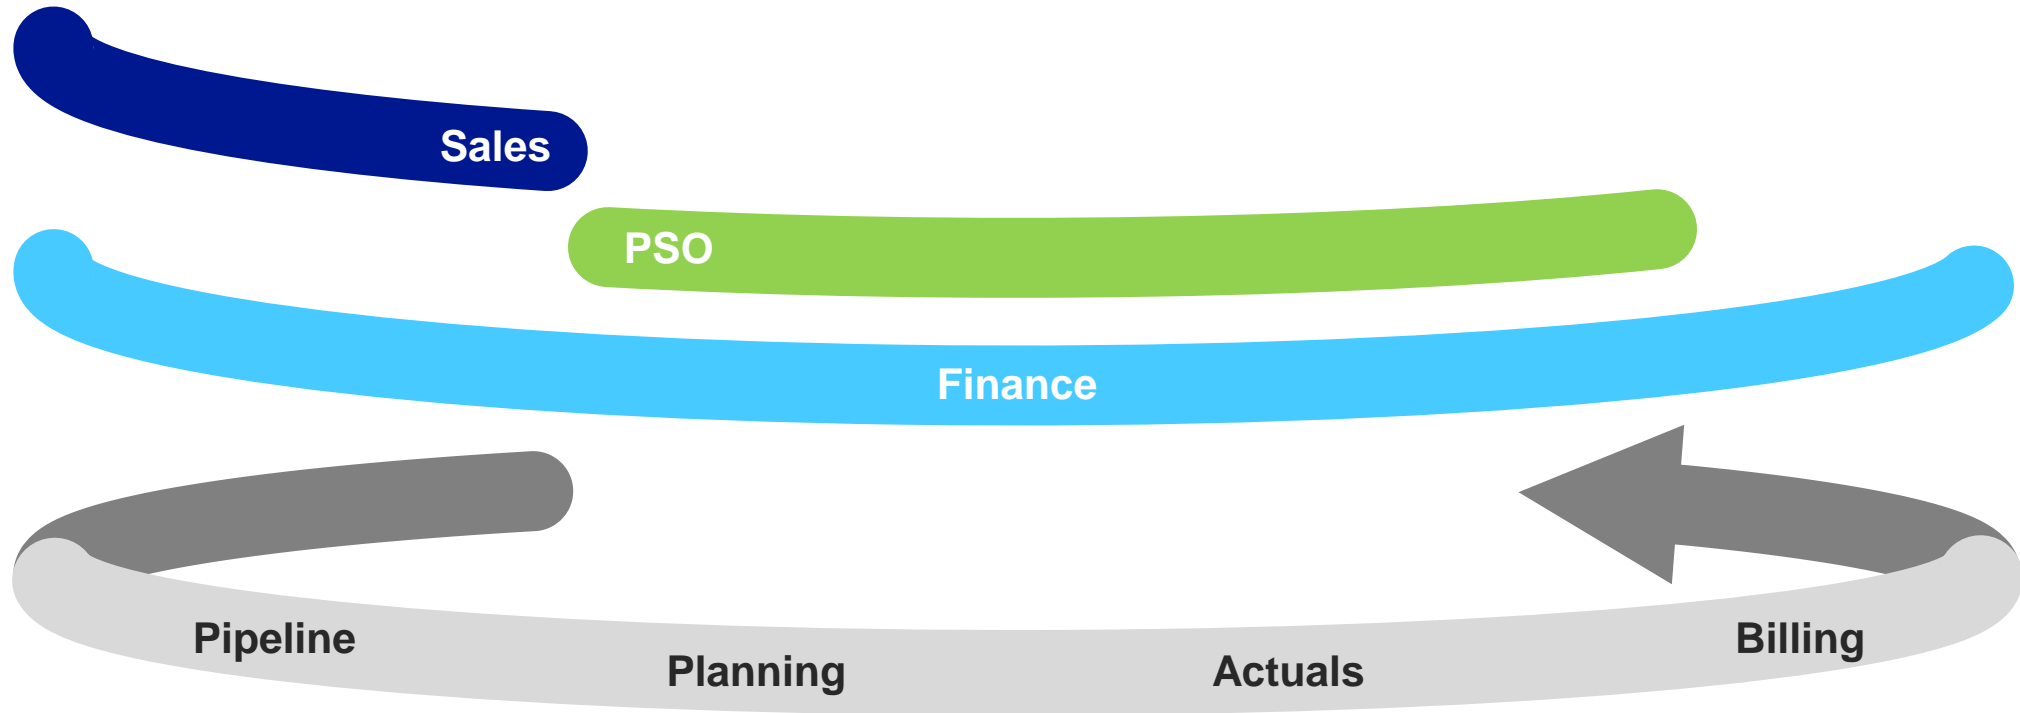 Sales
PSO
Finance
Pipeline
Planning
Actuals
Billing